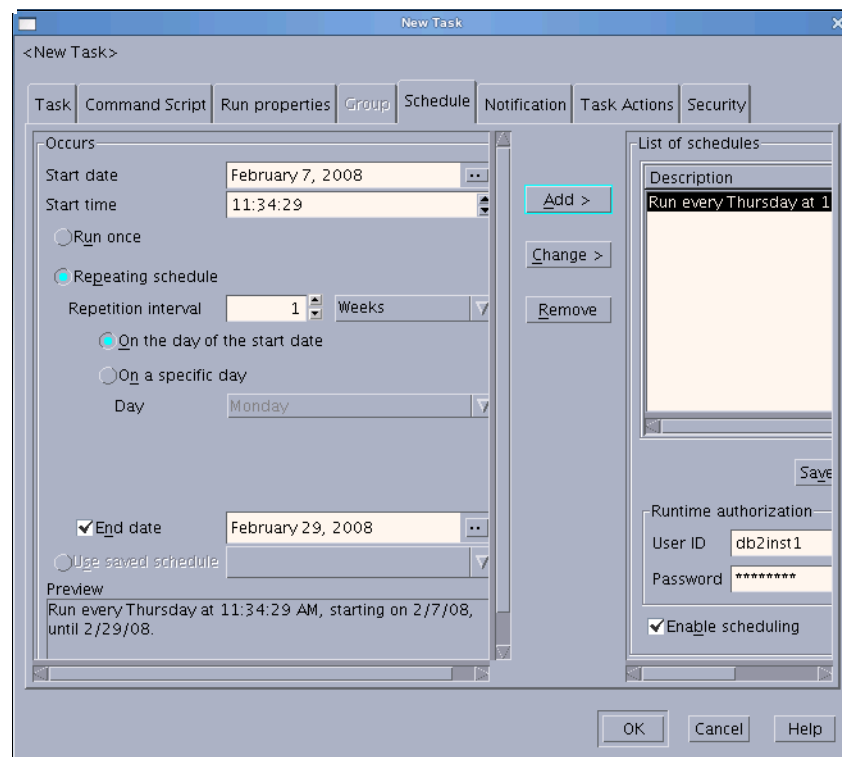 New Task
<New Task>
Task Command Script Run properties Group Schedule Notification Task Actions Security
Occurs
Start date February 7, 2008 ..
Start time 11:34:29
Run once
Repeating schedule
Repetition interval 1 Weeks
On the day of the start date
On a specific day
Day Monday
End date February 29, 2008 ..
Use saved schedule
Preview
Run every Thursday at 11:34:29 AM, starting on 2/7/08,
until 2/29/08.
Add >
Change >
Remove
List of schedules
Description
Run every Thursday at 1
Save
Runtime authorization
User ID db2inst1
Password ********
Enable scheduling
OK Cancel Help